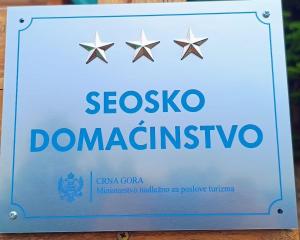 SEOSKO
DOMAĆINSTVO
CRNA GORA
Ministarstvo nadležno za poslove turizma